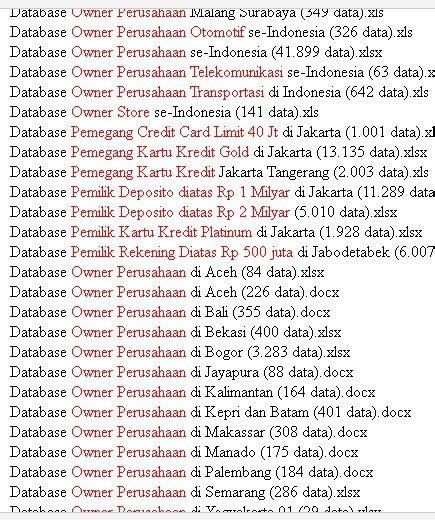 Database Owner Perusahaan Malang Surabaya (349 data).xls
Database Owner Perusahaan Otomotif se-Indonesia (326 data).xls
Database Owner Perusahaan se-Indonesia (41.899 data).xlsx
Database Owner Perusahaan Telekomunikasi se-Indonesia (63 data).x
Database Owner Perusahaan Transportasi di Indonesia (642 data).xls
Database Owner Store se-Indonesia (141 data).xls
Database Pemegang Credit Card Limit 40 Jt di Jakarta (1.001 data).xl
Database Pemegang Kartu Kredit Gold di Jakarta (13.135 data).xlsx
Database Pemegang Kartu Kredit Jakarta Tangerang (2.003 data).xls
Database Pemilik Deposito diatas Rp 1 Milyar di Jakarta (11.289 data
Database Pemilik Deposito diatas Rp 2 Milyar (5.010 data).xlsx
Database Pemilik Kartu Kredit Platinum di Jakarta (1.928 data).xlsx
Database Pemilik Rekening Diatas Rp 500 juta di Jabodetabek (6.007
Database Owner Perusahaan di Aceh (84 data).xlsx
Database Owner Perusahaan di Aceh (226 data).docx
Database Owner Perusahaan di Bali (355 data).docx
Database Owner Perusahaan di Bekasi (400 data).xlsx
Database Owner Perusahaan di Bogor (3.283 data).xlsx
Database Owner Perusahaan di Jayapura (88 data).docx
Database Owner Perusahaan di Kalimantan (164 data).docx
Database Owner Perusahaan di Kepri dan Batam (401 data).docx
Database Owner Perusahaan di Makassar (308 data).docx
Database Owner Perusahaan di Manado (175 data).docx
Database Owner Perusahaan di Palembang (184 data).docx
Database Owner Perusahaan di Semarang (286 data).xlsx
Database Owner Perusahaan di Yogyakarta 01 (29 data).xlsx